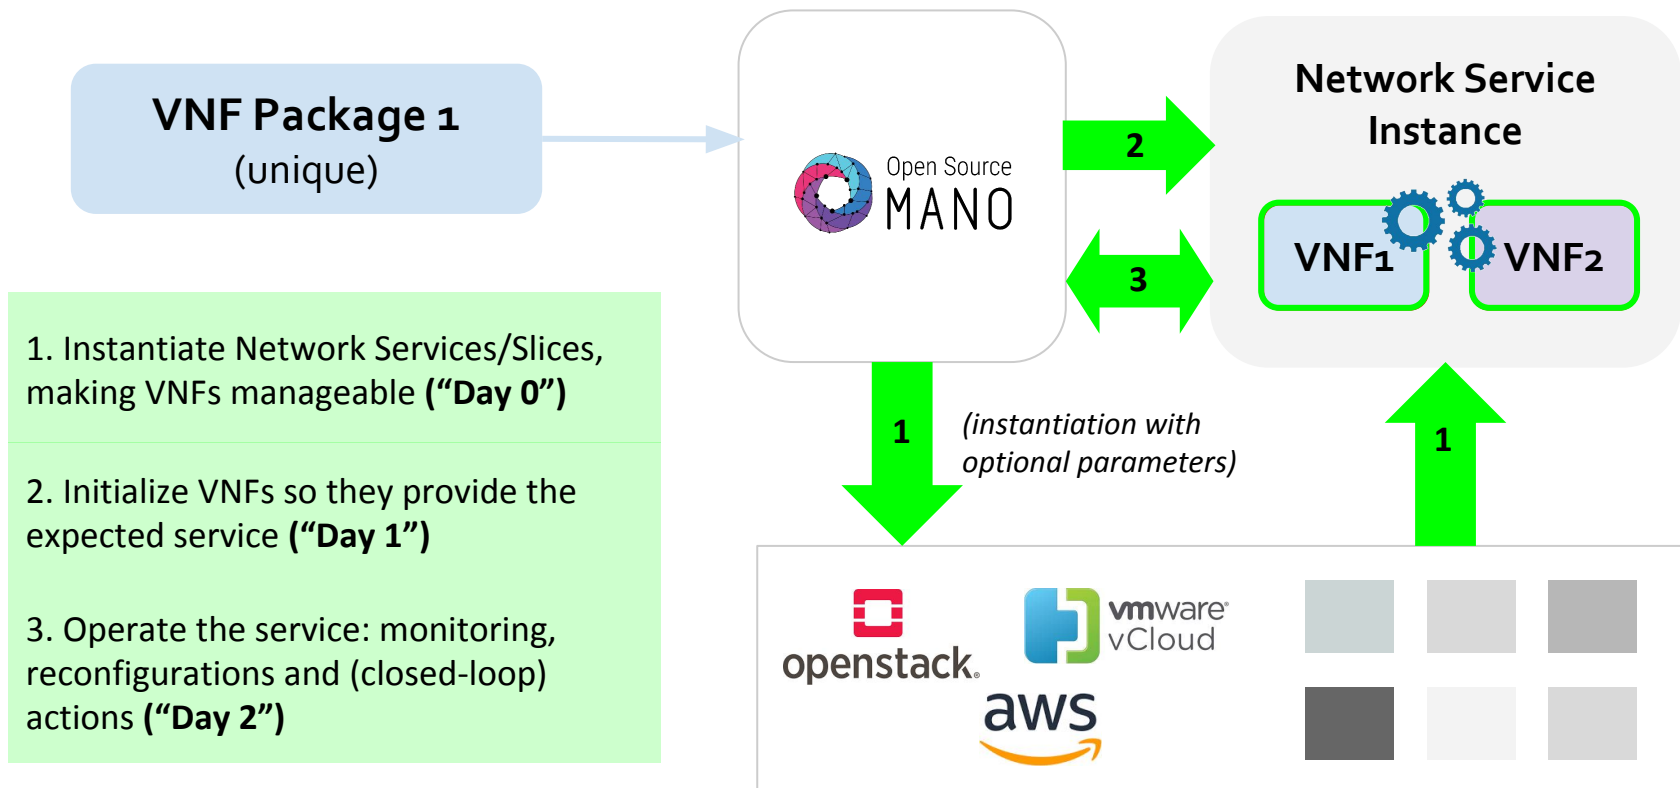 VNF Package 1
(unique)
Open Source
MANO
2
3
Network Service
Instance
VNF1
VNF2
1. Instantiate Network Services/Slices,
making VNFs manageable (“Day 0”)
2. Initialize VNFs so they provide the
expected service (“Day 1”)
3. Operate the service: monitoring,
reconfigurations and (closed-loop)
actions (“Day 2”)
1
(instantiation with
optional parameters)
1
openstack.
vmware®
vCloud
aws